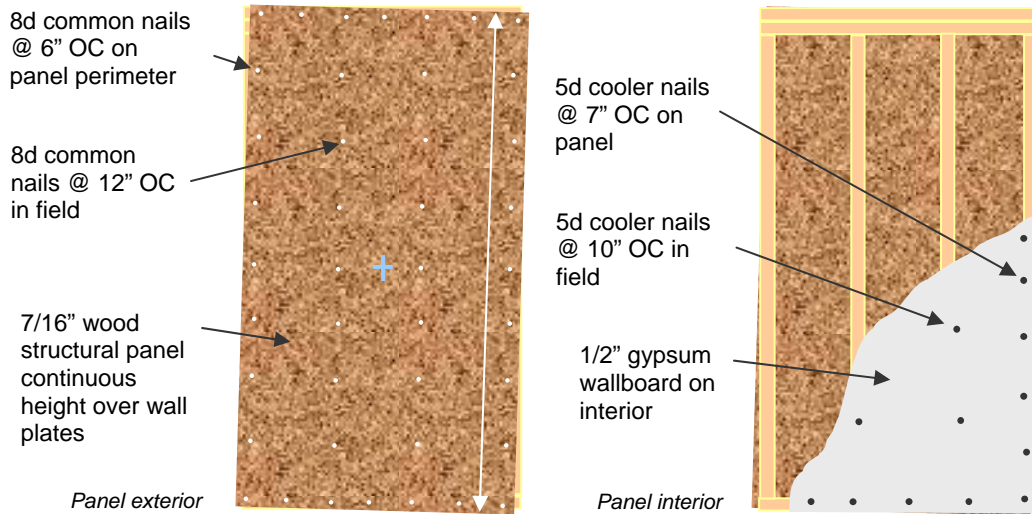 8d common nails
@ 6” OC on
panel perimeter
8d common
nails @ 12” OC
in field
7/16” wood
structural panel
continuous
height over wall
plates
Panel exterior
5d cooler nails
@ 7” OC on
panel
5d cooler nails
@ 10” OC in
field
1/2” gypsum
wallboard on
interior
Panel interior